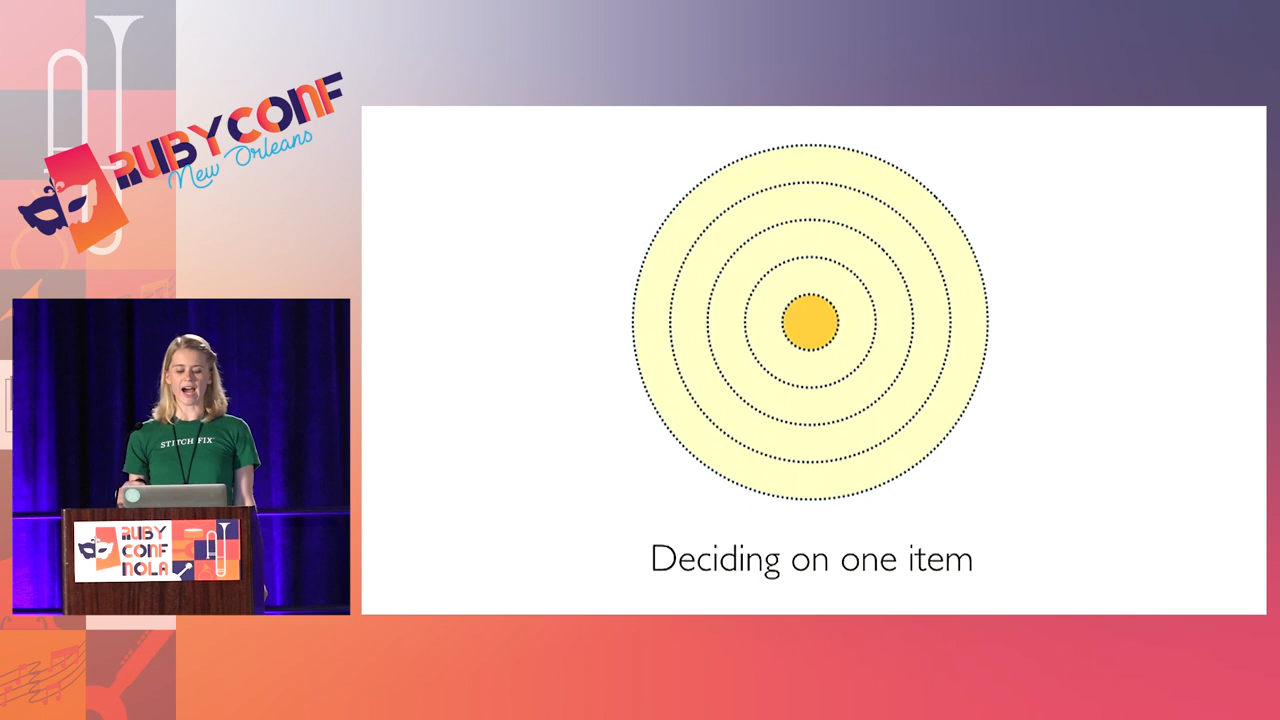 RUBYCONF
New Orleans
STITCH FIX
RUBY
CONF
NOLA
Deciding on one item